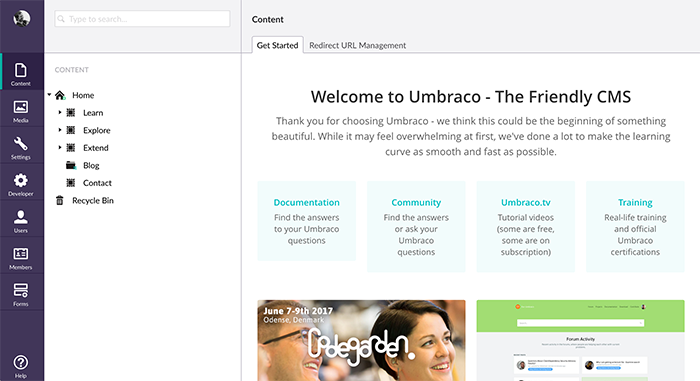 Type to search...
Content
Media
Settings
Developer
Users
Members
Forms
Help
CONTENT
Home
Learn
Explore
Extend
Blog
Contact
Recycle Bin
Content
Get Started
Redirect URL Management
Welcome to Umbraco - The Friendly CMS
Thank you for choosing Umbraco - we think this could be the beginning of something
beautiful. While it may feel overwhelming at first, we've done a lot to make the learning
curve as smooth and fast as possible.
Documentation
Find the answers
to your Umbraco
questions
Community
Find the answers
or ask your
Umbraco
questions
Umbraco.tv
Tutorial videos
(some are free,
some are on
subscription)
Training
Real-life training
and official
Umbraco
certifications
June 7-9th 2017
Odense, Denmark
Codegarden
Forum Activity